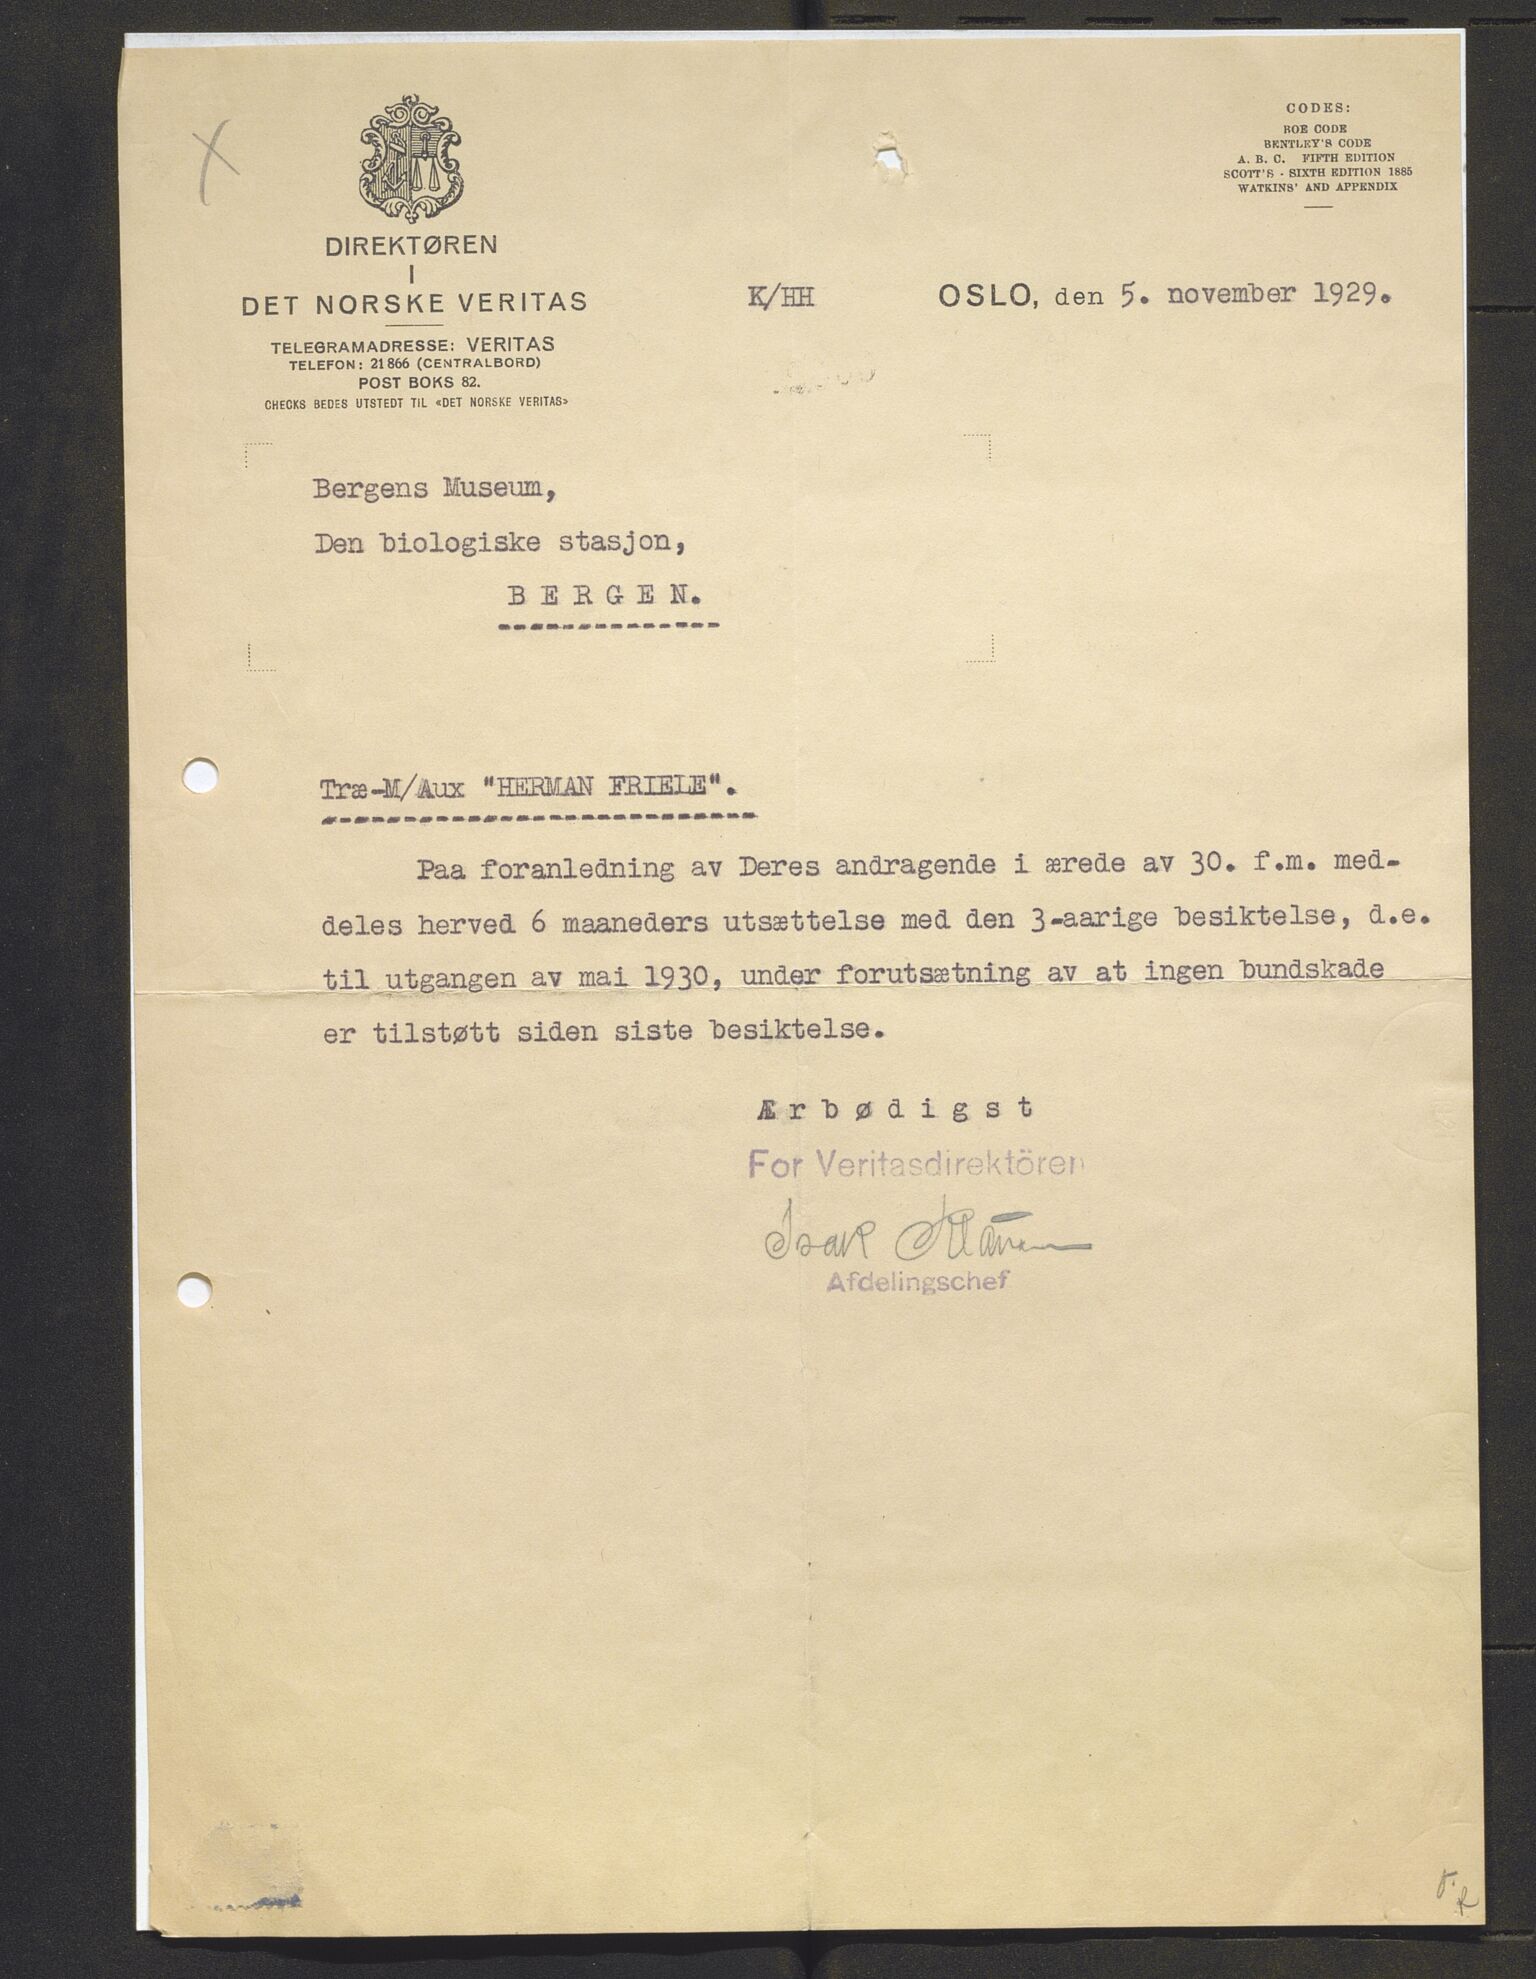 X
CODES:
BOE CODE
BENTLEY'S CODE
A. B. C. FIFTH EDITION
SCOTT'S - SIXTH EDITION 1885
WATKINS' AND APPENDIX
DIREKTØREN
I
DET NORSKE VERITAS
TELEGRAMADRESSE: VERITAS
TELEFON: 21866 (CENTRALBORD)
POST BOKS 82.
CHECKS BEDES UTSTEDT TIL «DET NORSKE VERITAS»
K/HH
OSLO, den 5. november 1929.
Bergens Museum,
Den biologiske stasjon,
B E R G E N.
Træ-M/Aux "HERMAN FRIELE".
Paa foranledning av Deres andragende i ærede av 30. f.m. med-
deles herved 6 maaneders utsættelse med den 3-aarige besiktelse, d.e.
til utgangen av mai 1930, under forutsætning av at ingen bundskade
er tilstøtt siden siste besiktelse.
Æ r b ø d i g s t
For Veritasdirektören
Isak
Afdelingschef